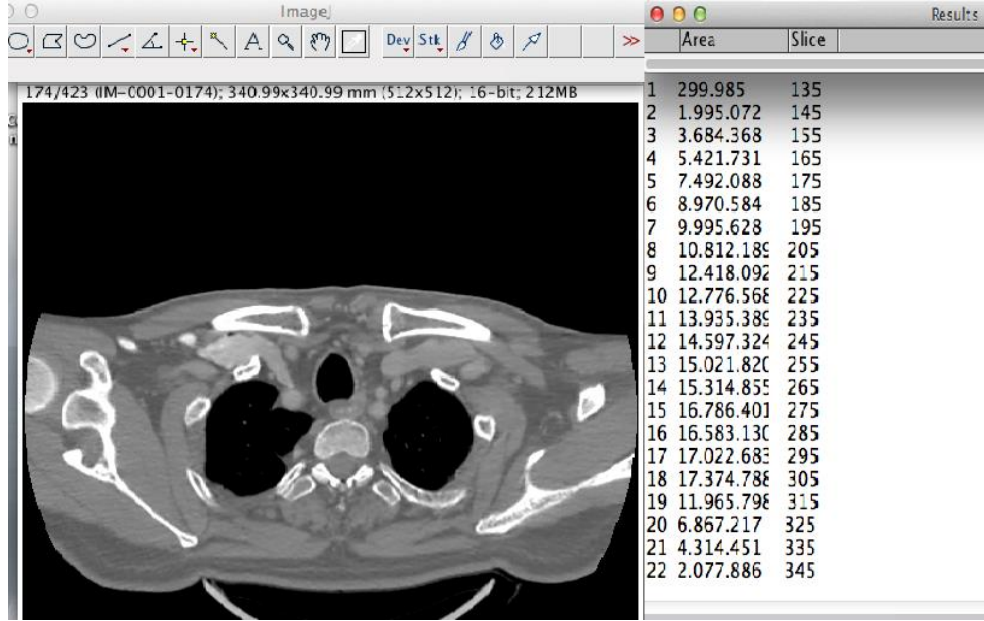 ImageJ
Dev Stk >>
174/423 (IM-0001-0174); 340.99x340.99 mm (512x512); 16-bit; 212MB
Results
Area Slice
1 299.985 135
2 1.995.072 145
3 3.684.368 155
4 5.421.731 165
5 7.492.088 175
6 8.970.584 185
7 9.995.628 195
8 10.812.189 205
9 12.418.092 215
10 12.776.568 225
11 13.935.389 235
12 14.597.324 245
13 15.021.820 255
14 15.314.855 265
15 16.786.401 275
16 16.583.130 285
17 17.022.683 295
18 17.374.788 305
19 11.965.798 315
20 6.867.217 325
21 4.314.451 335
22 2.077.886 345